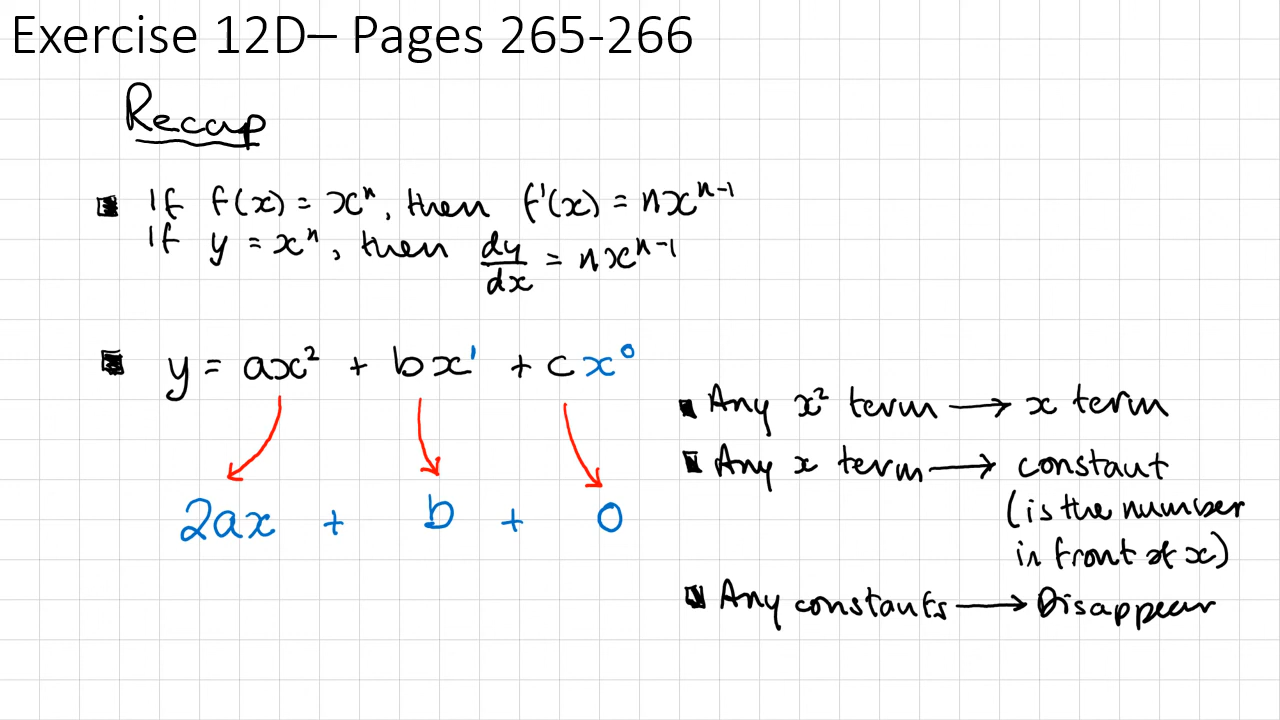 Exercise 12D– Pages 265-266
Recap
If f(x) = xⁿ, then f'(x) = nxⁿ⁻¹
If y = xⁿ, then dy/dx = nxⁿ⁻¹
y = ax² + bx¹ + cx⁰
2ax + b + 0
Any x² term → x term
Any x term → constant
(is the number
in front of x)
Any constants → Disappear